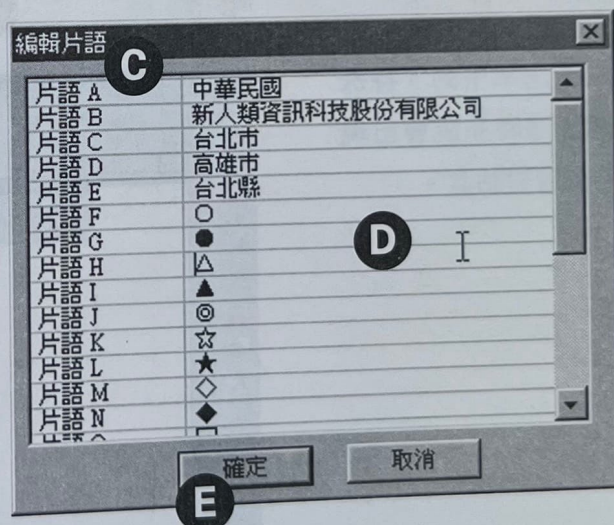 編輯片語
C
片語 A 中華民國
片語 B 新人類資訊科技股份有限公司
片語 C 台北市
片語 D 高雄市
片語 E 台北縣
片語 F ○
片語 G ●
片語 H △
片語 I ▲
片語 J ◎
片語 K ☆
片語 L ★
片語 M ◇
片語 N ◆
D
確定 取消
E